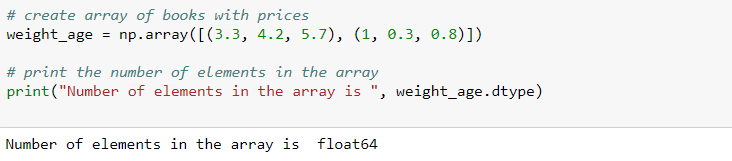 # create array of books with prices
weight_age = np.array([(3.3, 4.2, 5.7), (1, 0.3, 0.8)])
# print the number of elements in the array
print("Number of elements in the array is ", weight_age.dtype)
Number of elements in the array is  float64